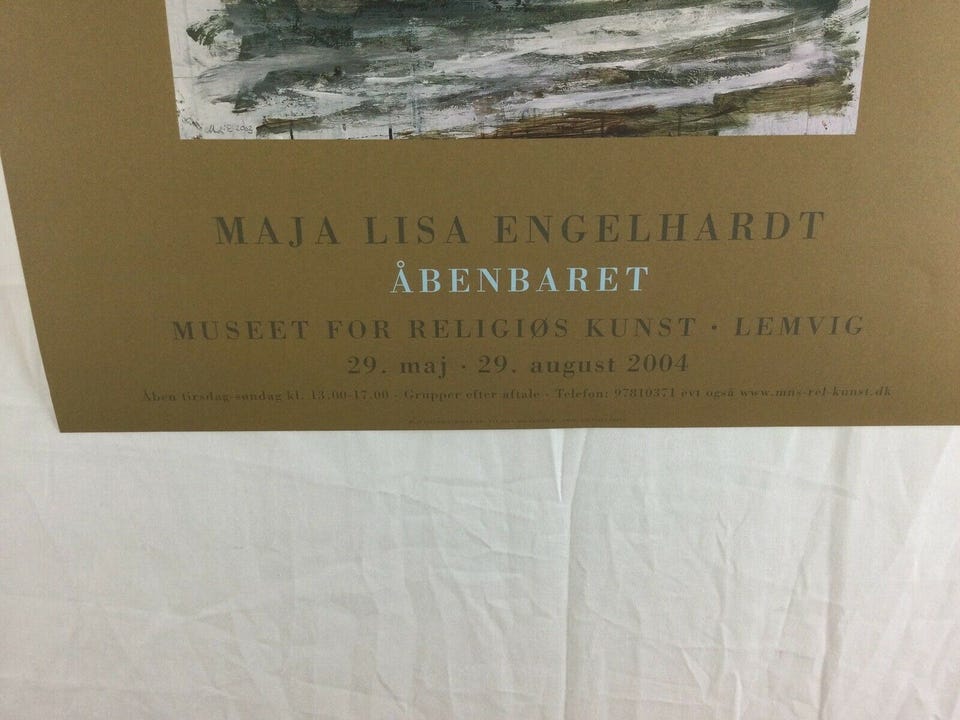 MAJA LISA ENGELHARDT
ÅBENBARET
MUSEET FOR RELIGIØS KUNST · LEMVIG
29. maj · 29. august 2004
Åben tirsdag-søndag kl. 13.00-17.00 - Grupper efter aftale - Telefon: 97810371 evt også www.mns-rel-kunst.dk